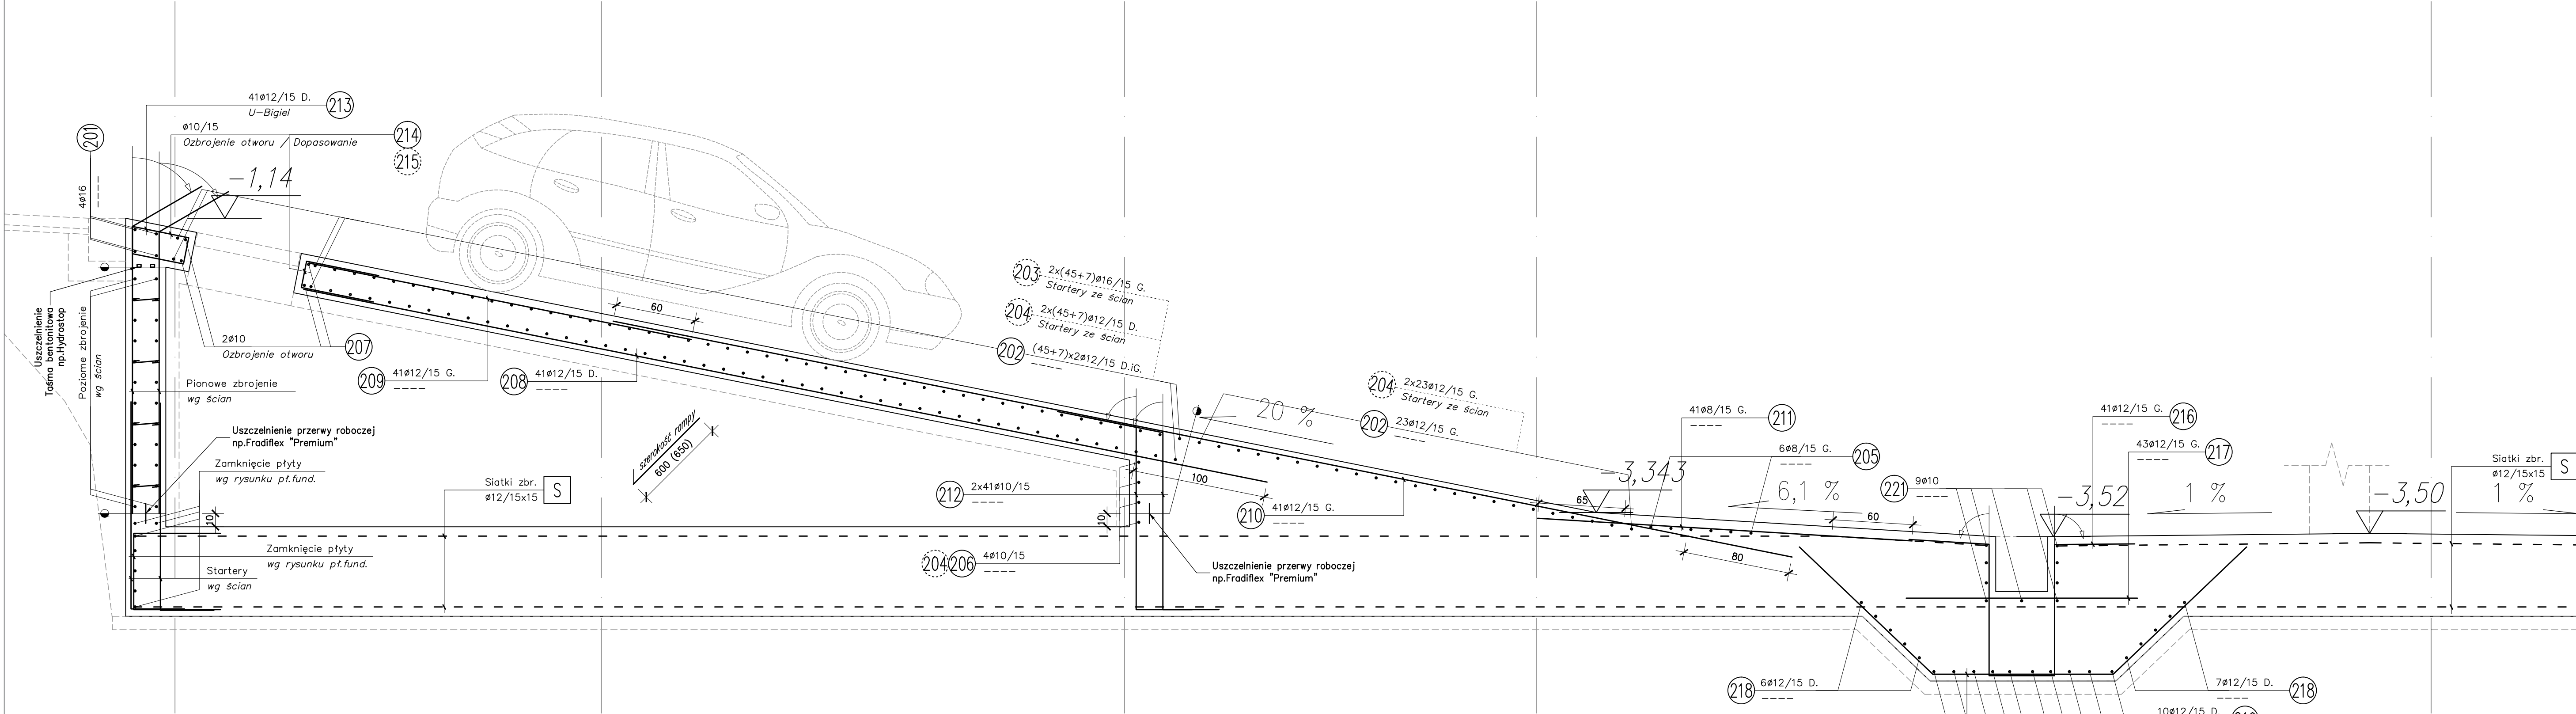 41ø12/15 D.
U-Bigiel
213
ø10/15
Ozbrojenie otworu / Dopasowanie
214
215
201
4ø16
-1,14
Uszczelnienie
Taśma bentonitowa
np.Hydrostop
Poziome zbrojenie
wg ścian
2ø10
Ozbrojenie otworu
207
Pionowe zbrojenie
wg ścian
Uszczelnienie przerwy roboczej
np.Fradiflex "Premium"
Zamknięcie płyty
wg rysunku pł.fund.
10
Zamknięcie płyty
wg rysunku pł.fund.
Startery
wg ścian
209
41ø12/15 G.
208
41ø12/15 D.
60
szerokość rampy
600 (650)
Siatki zbr.
ø12/15x15
S
203
2x(45+7)ø16/15 G.
Startery ze ścian
204
2x(45+7)ø12/15 D.
Startery ze ścian
202
(45+7)x2ø12/15 D.iG.
212
2x41ø10/15
10
204
206
4ø10/15
100
20 %
Uszczelnienie przerwy roboczej
np.Fradiflex "Premium"
204
2x23ø12/15 G.
Startery ze ścian
202
23ø12/15 G.
210
41ø12/15 G.
65
-3,343
80
41ø8/15 G.
211
6ø8/15 G.
205
6,1 %
60
221
9ø10
-3,52
41ø12/15 G.
216
43ø12/15 G.
217
1 %
-3,50
1 %
Siatki zbr.
ø12/15x15
S
218
6ø12/15 D.
7ø12/15 D.
218
10ø12/15 D.